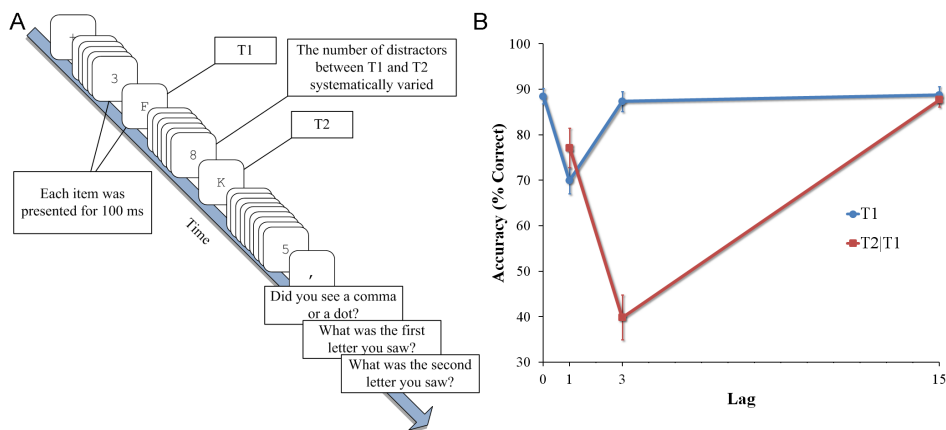 A
+
3
F
T1
The number of distractors
between T1 and T2
systematically varied
8
T2
K
Each item was
presented for 100 ms
Time
5
,
Did you see a comma
or a dot?
What was the first
letter you saw?
What was the second
letter you saw?
B
Accuracy (% Correct)
100
90
80
70
60
50
40
30
0 1 3 15
Lag
T1
T2|T1